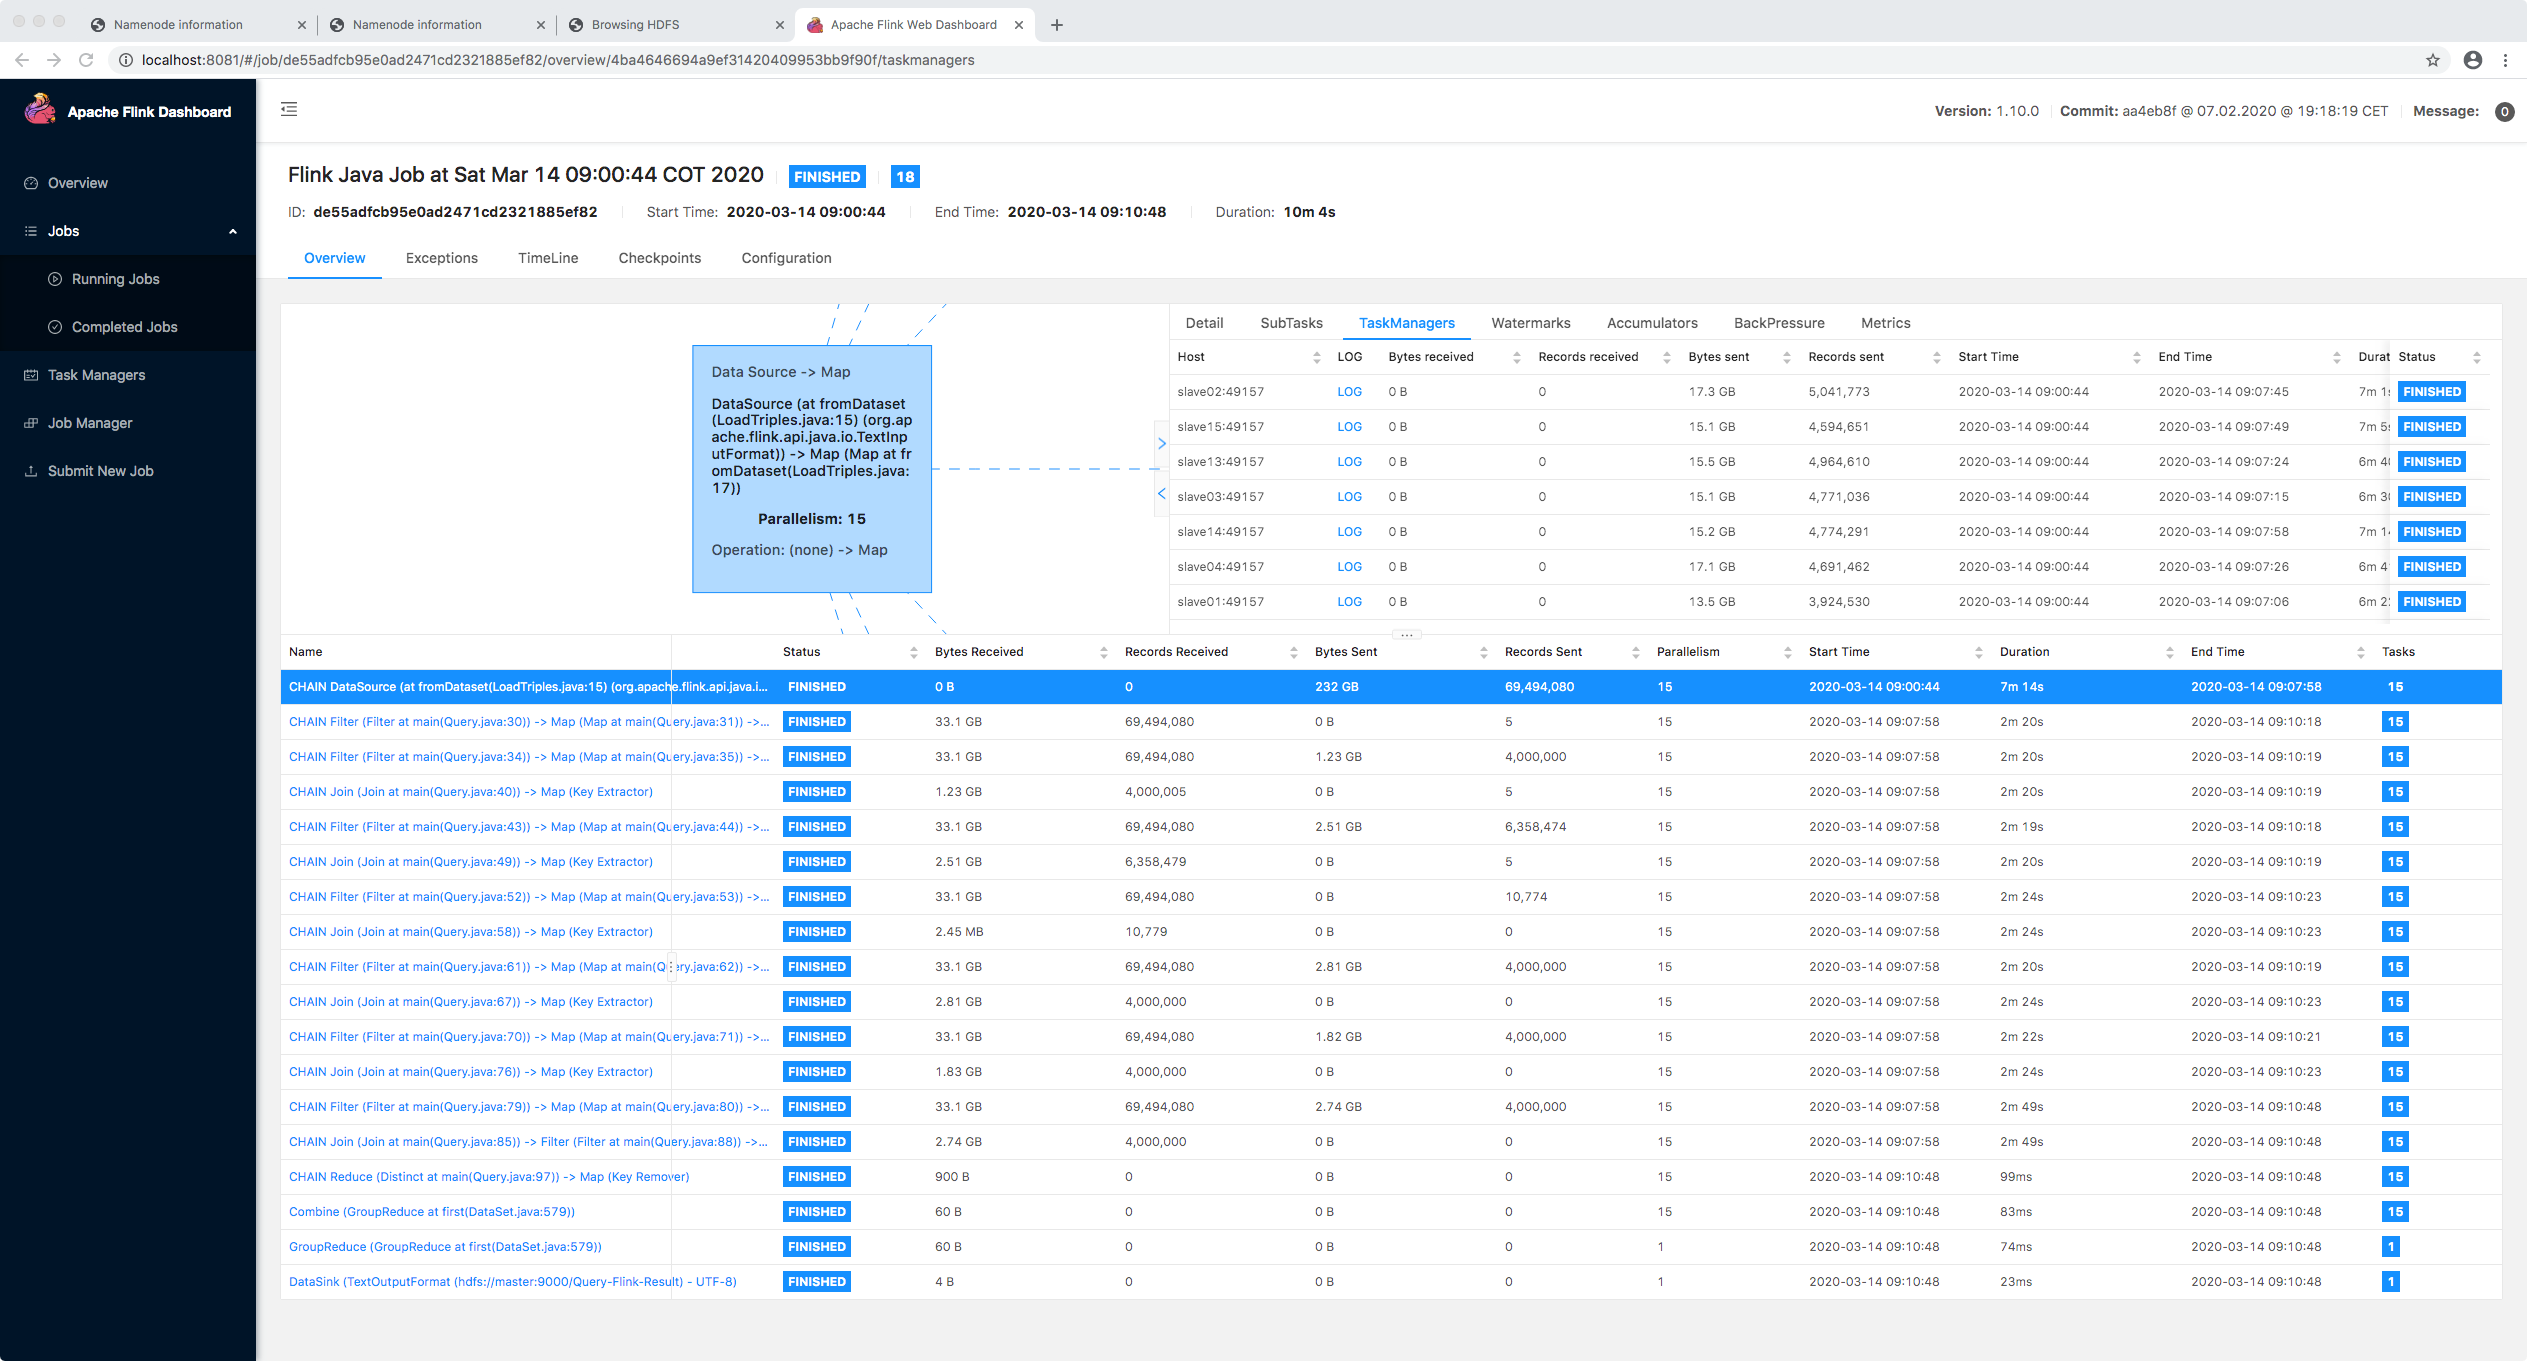 Namenode information
Namenode information
Browsing HDFS
Apache Flink Web Dashboard
localhost:8081/#/job/de55adfcb95e0ad2471cd2321885ef82/overview/4ba4646694a9ef31420409953bb9f90f/taskmanagers
Apache Flink Dashboard
Version: 1.10.0 Commit: aa4eb8f @ 07.02.2020 @ 19:18:19 CET Message: 0
Overview
Jobs
Running Jobs
Completed Jobs
Task Managers
Job Manager
Submit New Job
Flink Java Job at Sat Mar 14 09:00:44 COT 2020 FINISHED 18
ID: de55adfcb95e0ad2471cd2321885ef82 Start Time: 2020-03-14 09:00:44 End Time: 2020-03-14 09:10:48 Duration: 10m 4s
Overview Exceptions TimeLine Checkpoints Configuration
Data Source -> Map
DataSource (at fromDataset
(LoadTriples.java:15) (org.ap
ache.flink.api.java.io.TextInp
utFormat)) -> Map (Map at fr
omDataset(LoadTriples.java:
17))
Parallelism: 15
Operation: (none) -> Map
Detail SubTasks TaskManagers Watermarks Accumulators BackPressure Metrics
Host LOG Bytes received Records received Bytes sent Records sent Start Time End Time Durat Status
slave02:49157 LOG 0 B 0 17.3 GB 5,041,773 2020-03-14 09:00:44 2020-03-14 09:07:45 7m 1s FINISHED
slave15:49157 LOG 0 B 0 15.1 GB 4,594,651 2020-03-14 09:00:44 2020-03-14 09:07:49 7m 5s FINISHED
slave13:49157 LOG 0 B 0 15.5 GB 4,964,610 2020-03-14 09:00:44 2020-03-14 09:07:24 6m 40 FINISHED
slave03:49157 LOG 0 B 0 15.1 GB 4,771,036 2020-03-14 09:00:44 2020-03-14 09:07:15 6m 30 FINISHED
slave14:49157 LOG 0 B 0 15.2 GB 4,774,291 2020-03-14 09:00:44 2020-03-14 09:07:58 7m 14 FINISHED
slave04:49157 LOG 0 B 0 17.1 GB 4,691,462 2020-03-14 09:00:44 2020-03-14 09:07:26 6m 4 FINISHED
slave01:49157 LOG 0 B 0 13.5 GB 3,924,530 2020-03-14 09:00:44 2020-03-14 09:07:06 6m 22 FINISHED
Name Status Bytes Received Records Received Bytes Sent Records Sent Parallelism Start Time Duration End Time Tasks
CHAIN DataSource (at fromDataset(LoadTriples.java:15) (org.apache.flink.api.java.i... FINISHED 0 B 0 232 GB 69,494,080 15 2020-03-14 09:00:44 7m 14s 2020-03-14 09:07:58 15
CHAIN Filter (Filter at main(Query.java:30)) -> Map (Map at main(Query.java:31)) ->... FINISHED 33.1 GB 69,494,080 0 B 5 15 2020-03-14 09:07:58 2m 20s 2020-03-14 09:10:18 15
CHAIN Filter (Filter at main(Query.java:34)) -> Map (Map at main(Query.java:35)) ->... FINISHED 33.1 GB 69,494,080 1.23 GB 4,000,000 15 2020-03-14 09:07:58 2m 20s 2020-03-14 09:10:19 15
CHAIN Join (Join at main(Query.java:40)) -> Map (Key Extractor) FINISHED 1.23 GB 4,000,005 0 B 5 15 2020-03-14 09:07:58 2m 20s 2020-03-14 09:10:19 15
CHAIN Filter (Filter at main(Query.java:43)) -> Map (Map at main(Query.java:44)) ->... FINISHED 33.1 GB 69,494,080 2.51 GB 6,358,474 15 2020-03-14 09:07:58 2m 19s 2020-03-14 09:10:18 15
CHAIN Join (Join at main(Query.java:49)) -> Map (Key Extractor) FINISHED 2.51 GB 6,358,479 0 B 5 15 2020-03-14 09:07:58 2m 20s 2020-03-14 09:10:19 15
CHAIN Filter (Filter at main(Query.java:52)) -> Map (Map at main(Query.java:53)) ->... FINISHED 33.1 GB 69,494,080 0 B 10,774 15 2020-03-14 09:07:58 2m 24s 2020-03-14 09:10:23 15
CHAIN Join (Join at main(Query.java:58)) -> Map (Key Extractor) FINISHED 2.45 MB 10,779 0 B 0 15 2020-03-14 09:07:58 2m 24s 2020-03-14 09:10:23 15
CHAIN Filter (Filter at main(Query.java:61)) -> Map (Map at main(Query.java:62)) ->... FINISHED 33.1 GB 69,494,080 2.81 GB 4,000,000 15 2020-03-14 09:07:58 2m 20s 2020-03-14 09:10:19 15
CHAIN Join (Join at main(Query.java:67)) -> Map (Key Extractor) FINISHED 2.81 GB 4,000,000 0 B 0 15 2020-03-14 09:07:58 2m 24s 2020-03-14 09:10:23 15
CHAIN Filter (Filter at main(Query.java:70)) -> Map (Map at main(Query.java:71)) ->... FINISHED 33.1 GB 69,494,080 1.82 GB 4,000,000 15 2020-03-14 09:07:58 2m 22s 2020-03-14 09:10:21 15
CHAIN Join (Join at main(Query.java:76)) -> Map (Key Extractor) FINISHED 1.83 GB 4,000,000 0 B 0 15 2020-03-14 09:07:58 2m 24s 2020-03-14 09:10:23 15
CHAIN Filter (Filter at main(Query.java:79)) -> Map (Map at main(Query.java:80)) ->... FINISHED 33.1 GB 69,494,080 2.74 GB 4,000,000 15 2020-03-14 09:07:58 2m 49s 2020-03-14 09:10:48 15
CHAIN Join (Join at main(Query.java:85)) -> Filter (Filter at main(Query.java:88)) ->... FINISHED 2.74 GB 4,000,000 0 B 0 15 2020-03-14 09:07:58 2m 49s 2020-03-14 09:10:48 15
CHAIN Reduce (Distinct at main(Query.java:97)) -> Map (Key Remover) FINISHED 900 B 0 0 B 0 15 2020-03-14 09:10:48 99ms 2020-03-14 09:10:48 15
Combine (GroupReduce at first(DataSet.java:579)) FINISHED 60 B 0 0 B 0 15 2020-03-14 09:10:48 83ms 2020-03-14 09:10:48 15
GroupReduce (GroupReduce at first(DataSet.java:579)) FINISHED 60 B 0 0 B 0 1 2020-03-14 09:10:48 74ms 2020-03-14 09:10:48 1
DataSink (TextOutputFormat (hdfs://master:9000/Query-Flink-Result) - UTF-8) FINISHED 4 B 0 0 B 0 1 2020-03-14 09:10:48 23ms 2020-03-14 09:10:48 1